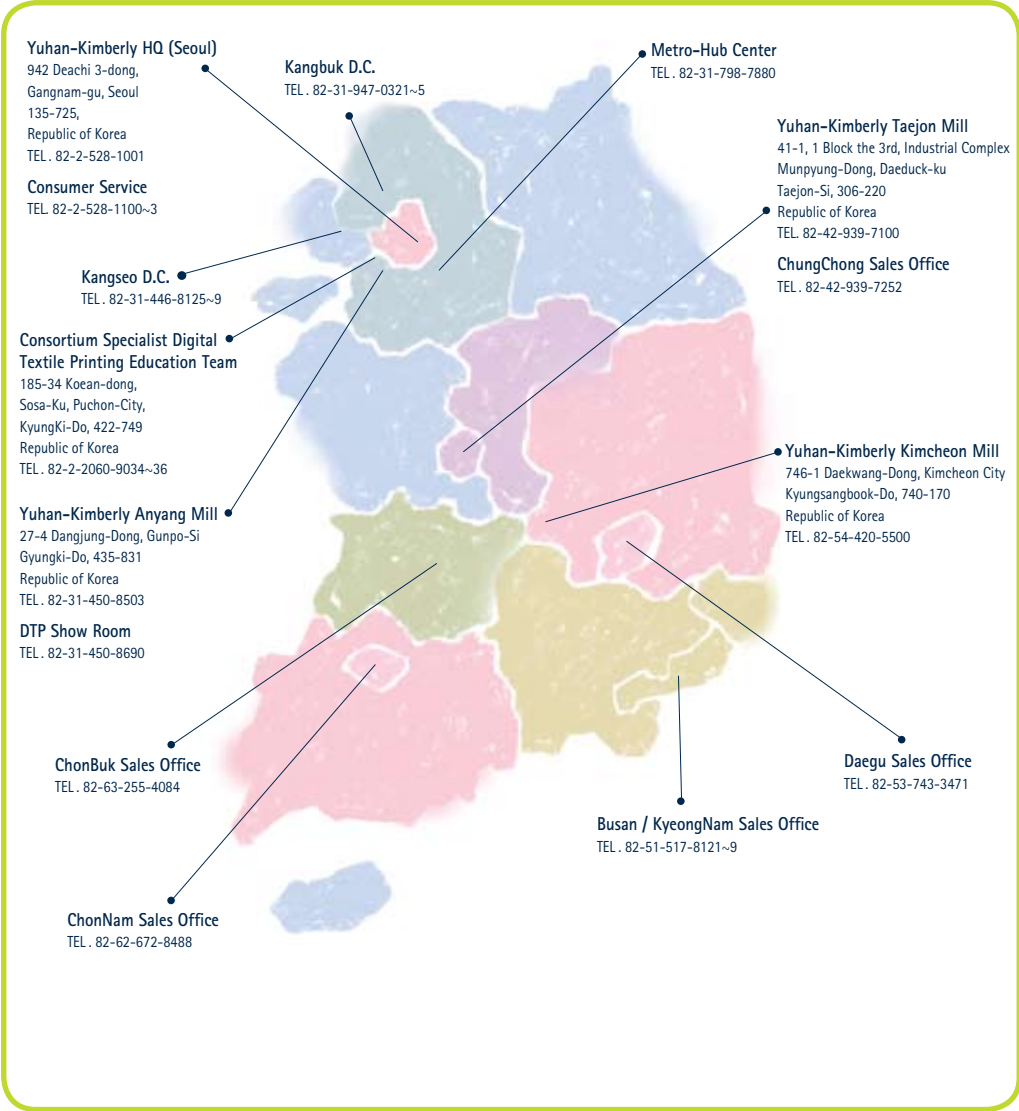 Yuhan-Kimberly HQ (Seoul)
942 Deachi 3-dong,
Gangnam-gu, Seoul
135-725,
Republic of Korea
TEL. 82-2-528-1001
Consumer Service
TEL. 82-2-528-1100~3
Kangbuk D.C.
TEL. 82-31-947-0321~5
Metro-Hub Center
TEL. 82-31-798-7880
Yuhan-Kimberly Taejon Mill
41-1, 1 Block the 3rd, Industrial Complex
Munpyung-Dong, Daeduck-ku
Taejon-Si, 306-220
Republic of Korea
TEL. 82-42-939-7100
ChungChong Sales Office
TEL. 82-42-939-7252
Kangseo D.C.
TEL. 82-31-446-8125~9
Consortium Specialist Digital
Textile Printing Education Team
185-34 Koean-dong,
Sosa-Ku, Puchon-City,
KyungKi-Do, 422-749
Republic of Korea
TEL. 82-2-2060-9034~36
Yuhan-Kimberly Kimcheon Mill
746-1 Daekwang-Dong, Kimcheon City
Kyungsangbook-Do, 740-170
Republic of Korea
TEL. 82-54-420-5500
Yuhan-Kimberly Anyang Mill
27-4 Dangjung-Dong, Gunpo-Si
Gyungki-Do, 435-831
Republic of Korea
TEL. 82-31-450-8503
DTP Show Room
TEL. 82-31-450-8690
ChonBuk Sales Office
TEL. 82-63-255-4084
Daegu Sales Office
TEL. 82-53-743-3471
Busan / KyeongNam Sales Office
TEL. 82-51-517-8121~9
ChonNam Sales Office
TEL. 82-62-672-8488